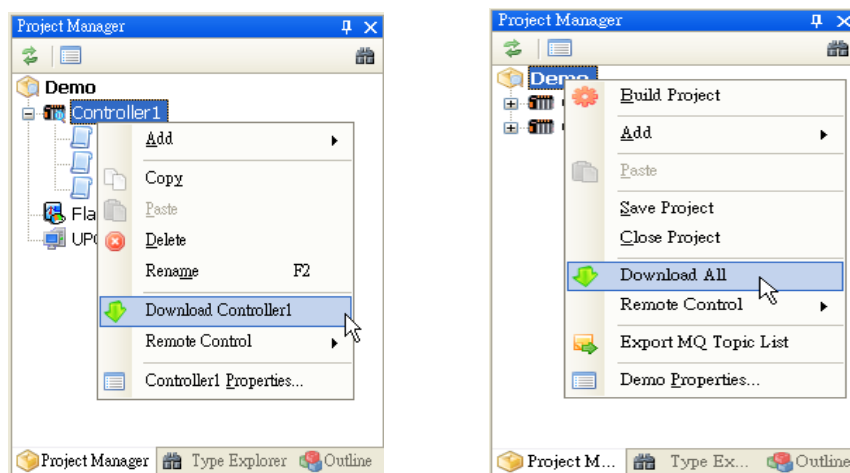 Project Manager
Demo
Controller1
Add
Copy
Paste
Delete
Rename F2
Download Controller1
Remote Control
Controller1 Properties...
Fla
UP
Project Manager Type Explorer Outline
Project Manager
Demo
Build Project
Add
Paste
Save Project
Close Project
Download All
Remote Control
Export MQ Topic List
Demo Properties...
Project M... Type Ex... Outline